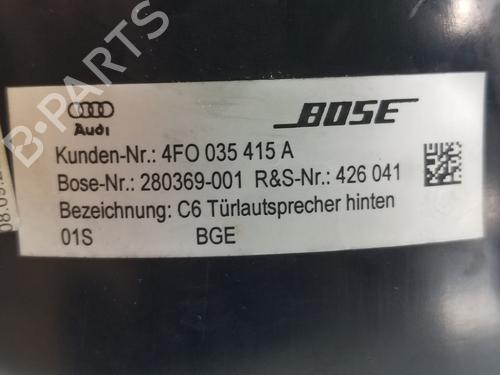 B-PARTS
Audi BOSE
Kunden-Nr.: 4FO 035 415 A
Bose-Nr.: 280369-001 R&S-Nr.: 426 041
Bezeichnung: C6 Türlautsprecher hinten
01S BGE